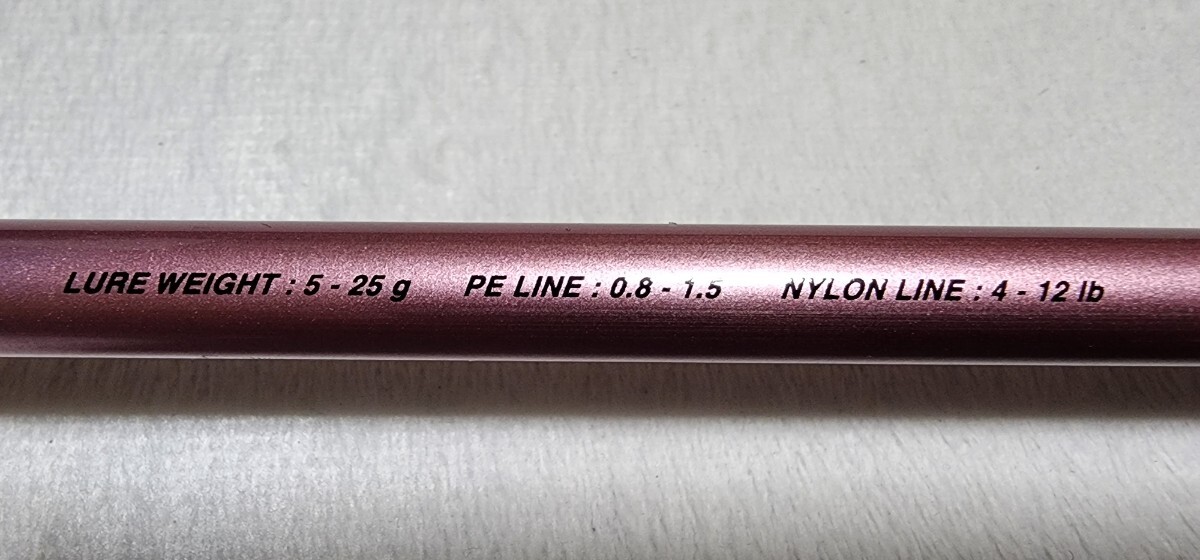 LURE WEIGHT : 5 - 25 g PE LINE : 0.8 - 1.5 NYLON LINE : 4 - 12 lb